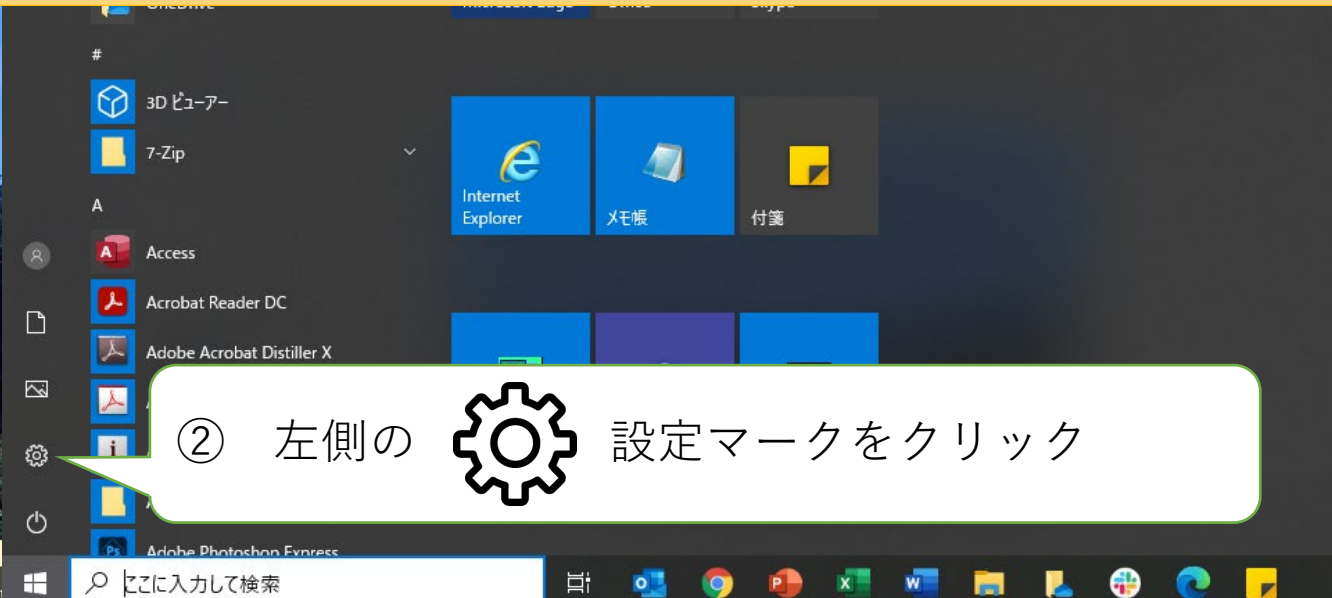 #
3D ビューアー
7-Zip
A
Access
Acrobat Reader DC
Adobe Acrobat Distiller X
Adobe Photoshop Express
Internet
Explorer
メモ帳
付箋
② 左側の 設定マークをクリック
ここに入力して検索